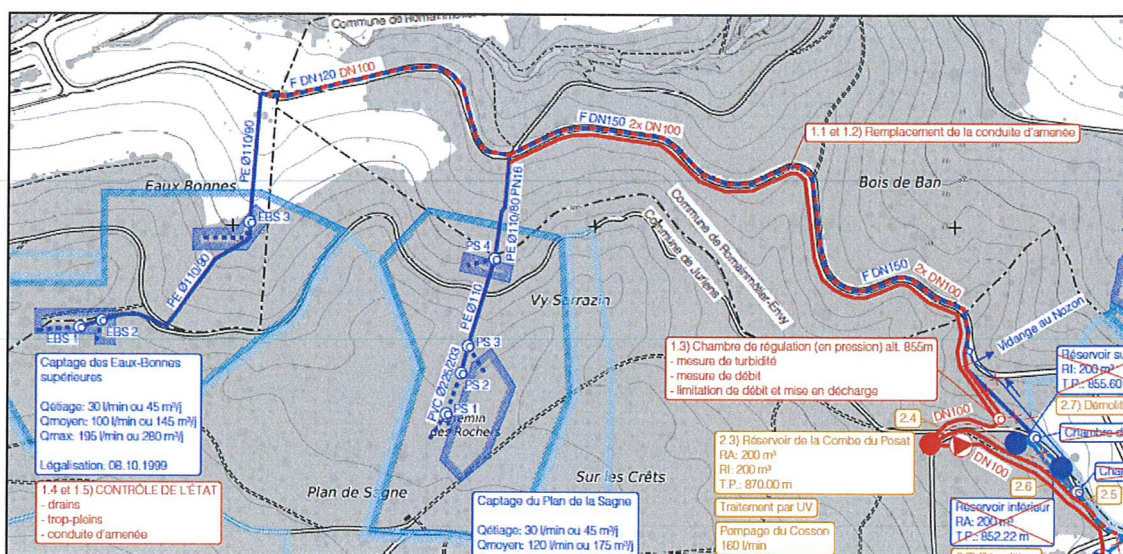 Commune de Romainmôtier-E
F DN120 DN100
PE Ø110/90
Eaux Bonnes
EBS 3
PE Ø110/90
EBS 1
EBS 2
F DN150 2x DN100
1.1 et 1.2) Remplacement de la conduite d'amenée
Bois de Ban
PE Ø110/80 PN16
PS 4
Commune de Romainmôtier-Envy
Commune de Juriens
Vy Sarrazin
PE Ø110
PS 3
PS 2
PVC Ø225/203
PS 1
Chemin
des Rochers
F DN150
2x DN100
Vidange au Nozon
Captage des Eaux-Bonnes
supérieures
Qétiage: 30 l/min ou 45 m³/j
Qmoyen: 100 l/min ou 145 m³/j
Qmax: 195 l/min ou 280 m³/j
Légalisation: 08.10.1999
1.4 et 1.5) CONTRÔLE DE L'ÉTAT
- drains
- trop-pleins
- conduite d'amenée
Plan de Sagne
Captage du Plan de la Sagne
Qétiage: 30 l/min ou 45 m³/j
Qmoyen: 120 l/min ou 175 m³/j
Sur les Crêts
1.3) Chambre de régulation (en pression) alt. 855m
- mesure de turbidité
- mesure de débit
- limitation de débit et mise en décharge
2.4
DN100
DN100
2.3) Réservoir de la Combe du Posat
RA: 200 m³
RI: 200 m³
T.P.: 870.00 m
Traitement par UV
Pompage du Cosson
160 l/min
Réservoir su
RI: 200 m³
T.P.: 855.60
2.7) Démolit
Chambre d
Cha
2.6
2.5
Réservoir inférieur
RA: 200 m³
T.P.: 852.22 m